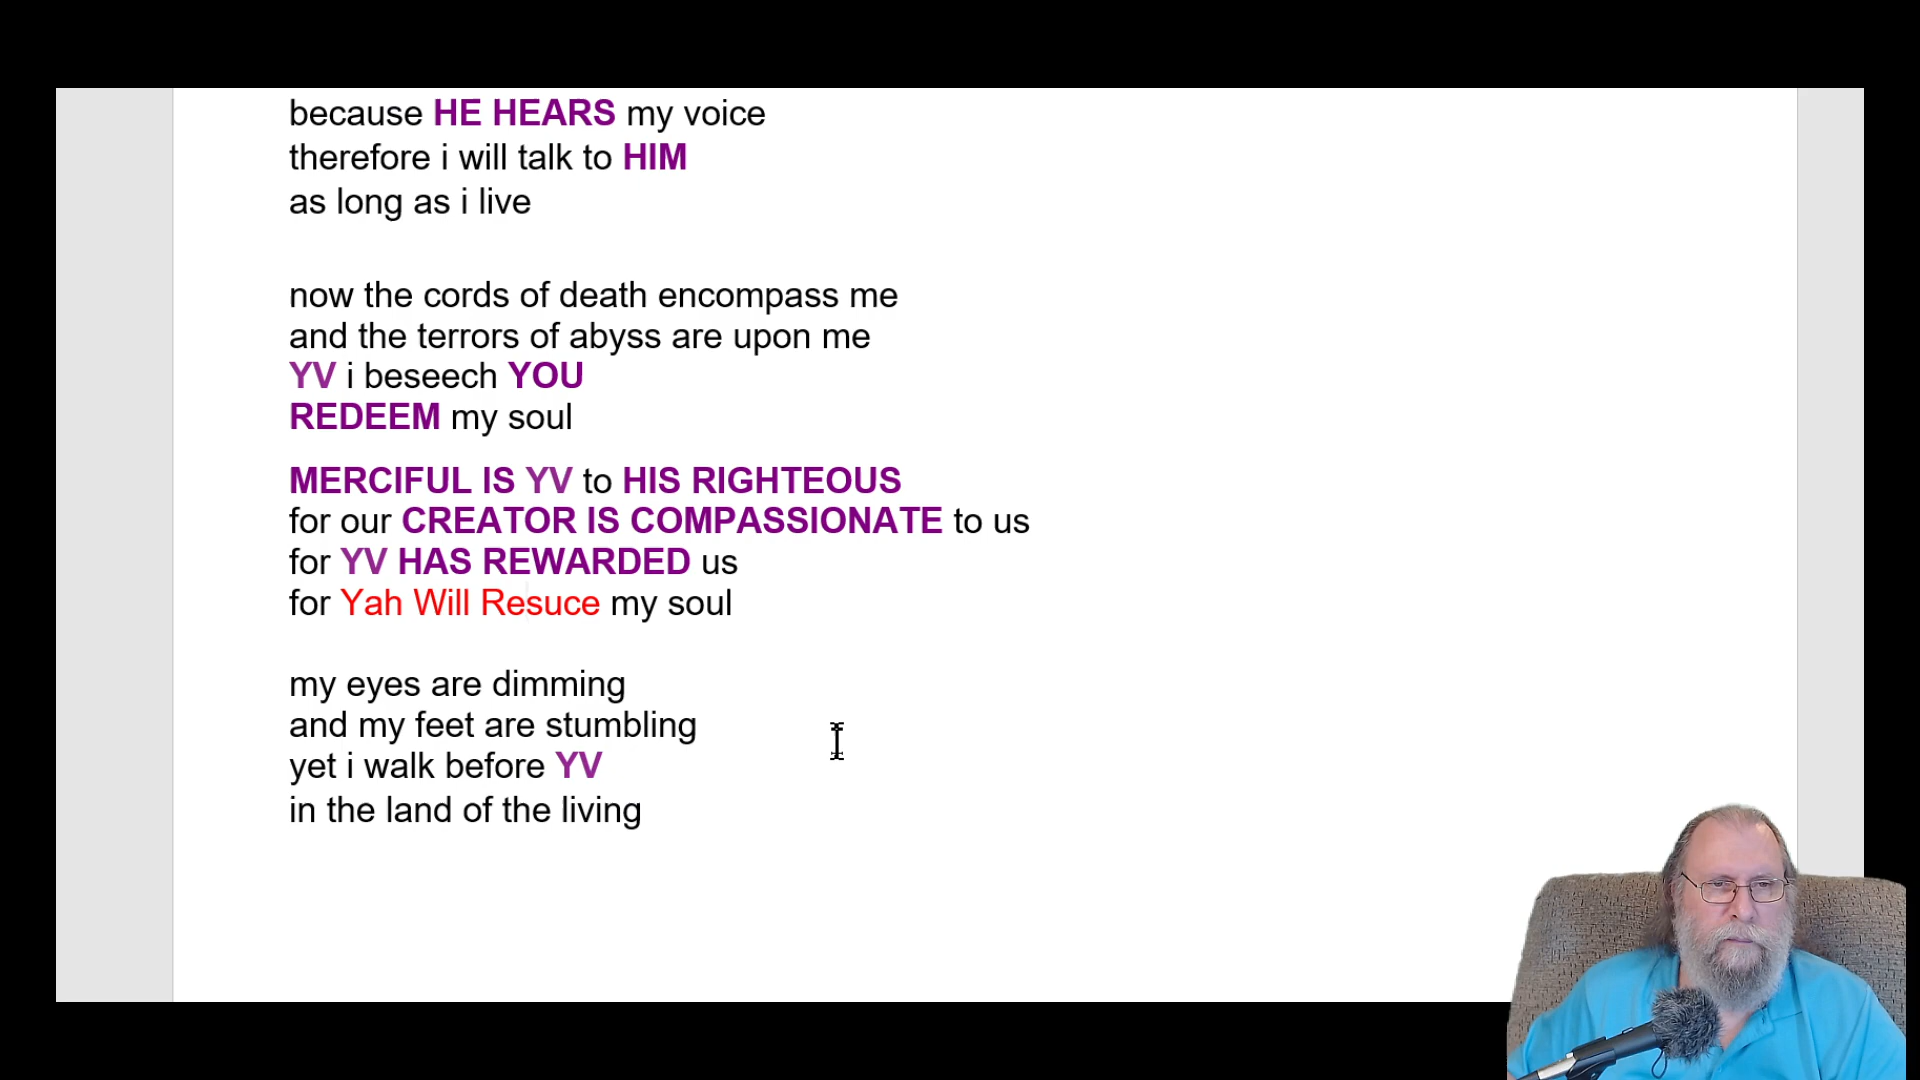 because HE HEARS my voice
therefore i will talk to HIM
as long as i live
now the cords of death encompass me
and the terrors of abyss are upon me
YV i beseech YOU
REDEEM my soul
MERCIFUL IS YV to HIS RIGHTEOUS
for our CREATOR IS COMPASSIONATE to us
for YV HAS REWARDED us
for Yah Will Resuce my soul
my eyes are dimming
and my feet are stumbling
yet i walk before YV
in the land of the living